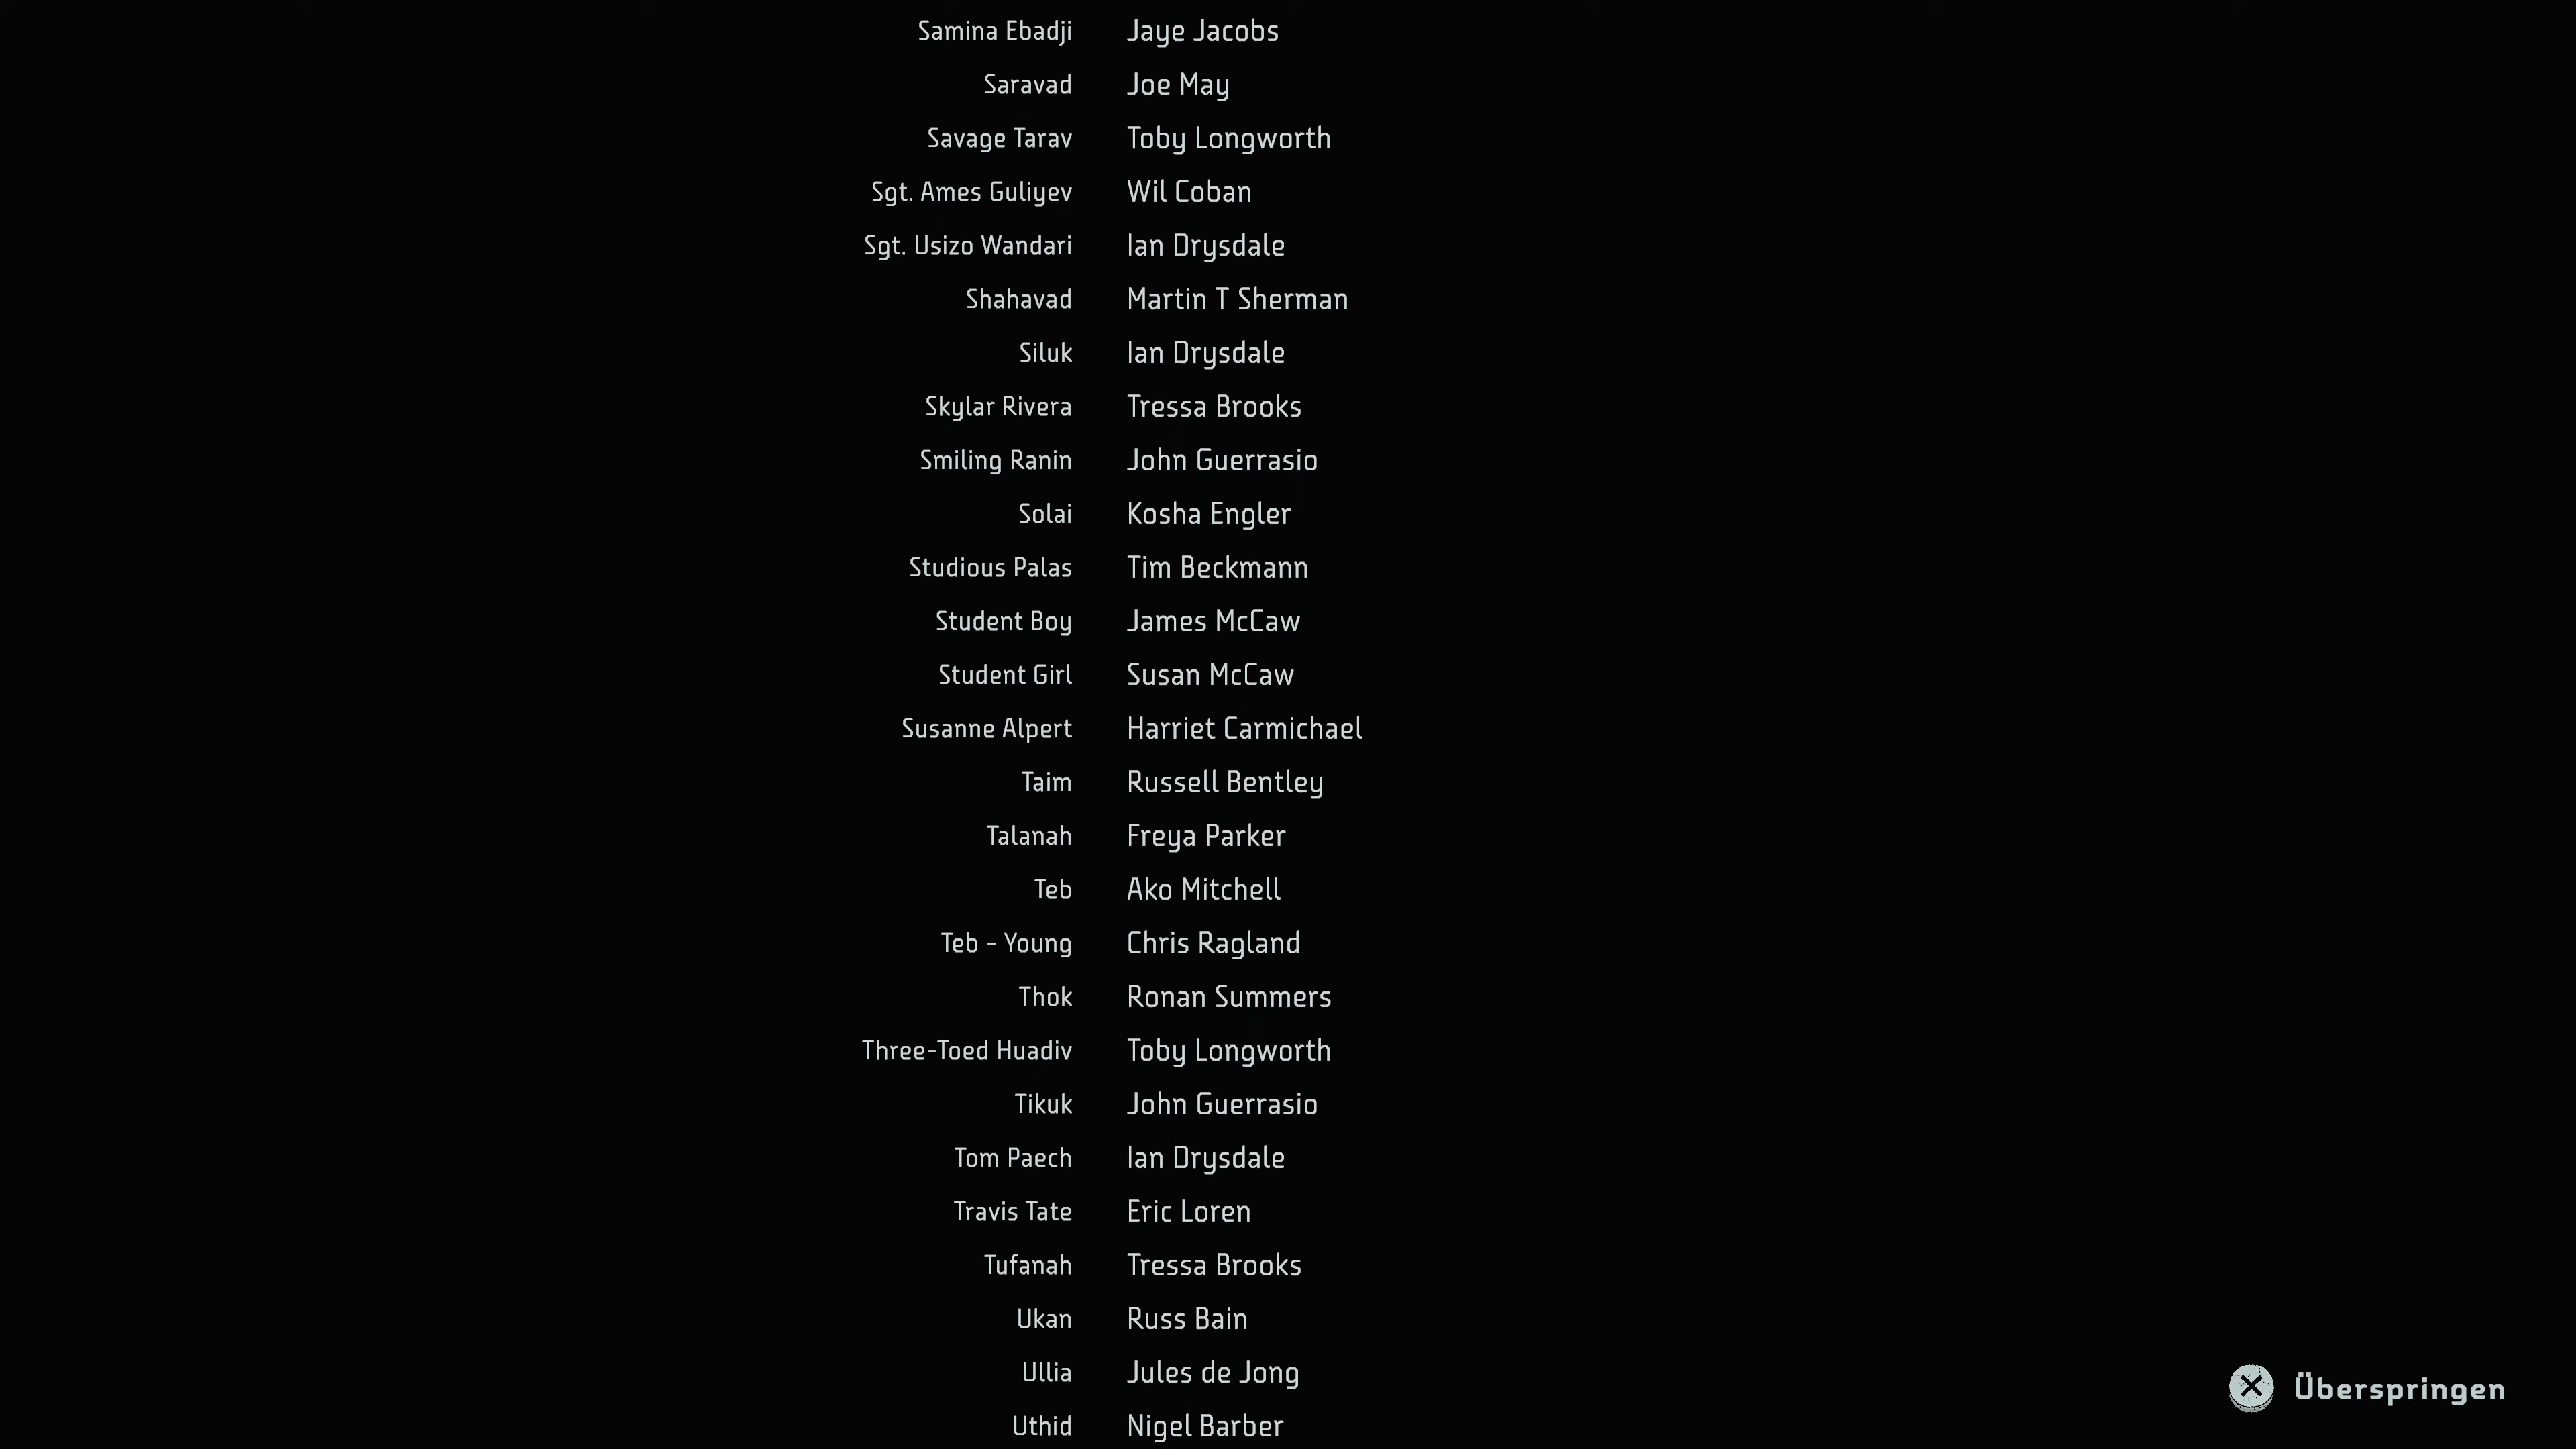 Samina Ebadji Jaye Jacobs
Saravad Joe May
Savage Tarav Toby Longworth
Sgt. Ames Guliyev Wil Coban
Sgt. Usizo Wandari Ian Drysdale
Shahavad Martin T Sherman
Siluk Ian Drysdale
Skylar Rivera Tressa Brooks
Smiling Ranin John Guerrasio
Solai Kosha Engler
Studious Palas Tim Beckmann
Student Boy James McCaw
Student Girl Susan McCaw
Susanne Alpert Harriet Carmichael
Taim Russell Bentley
Talanah Freya Parker
Teb Ako Mitchell
Teb - Young Chris Ragland
Thok Ronan Summers
Three-Toed Huadiv Toby Longworth
Tikuk John Guerrasio
Tom Paech Ian Drysdale
Travis Tate Eric Loren
Tufanah Tressa Brooks
Ukan Russ Bain
Ullia Jules de Jong
Uthid Nigel Barber
Überspringen